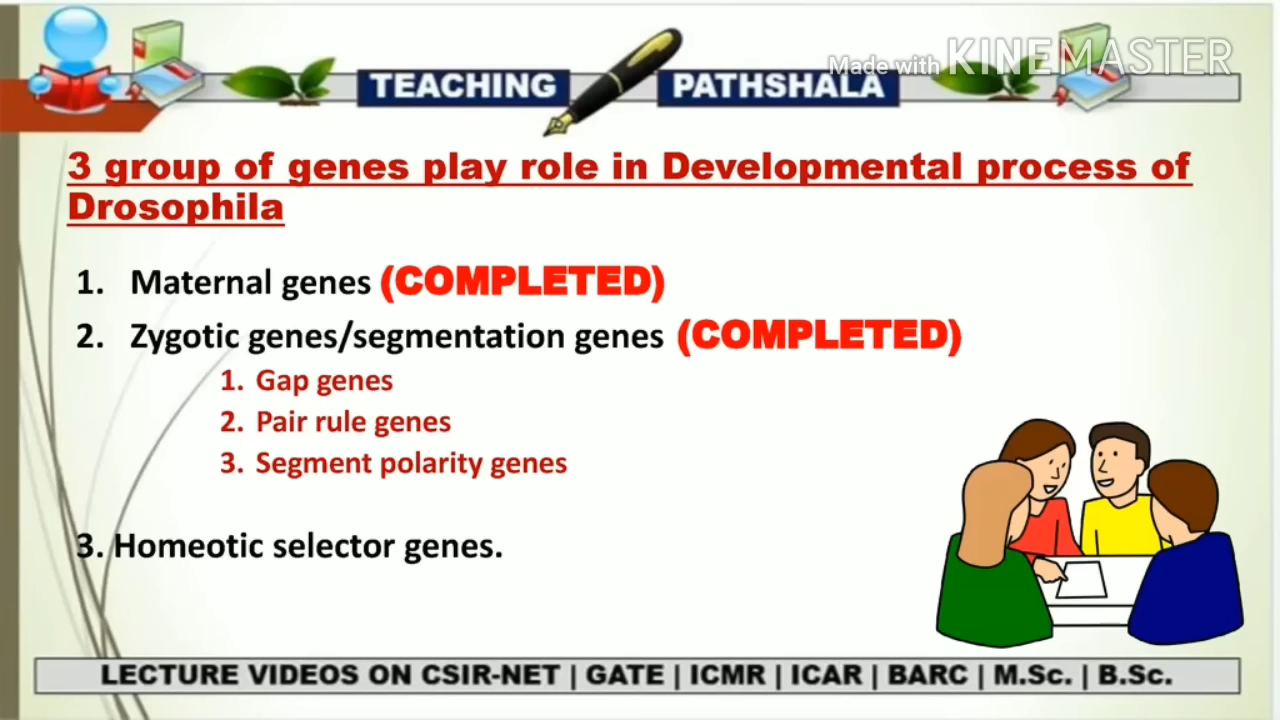 Made with KINEMASTER
TEACHING PATHSHALA
3 group of genes play role in Developmental process of
Drosophila
1. Maternal genes (COMPLETED)
2. Zygotic genes/segmentation genes (COMPLETED)
1. Gap genes
2. Pair rule genes
3. Segment polarity genes
3. Homeotic selector genes.
LECTURE VIDEOS ON CSIR-NET | GATE | ICMR | ICAR | BARC | M.Sc. | B.Sc.